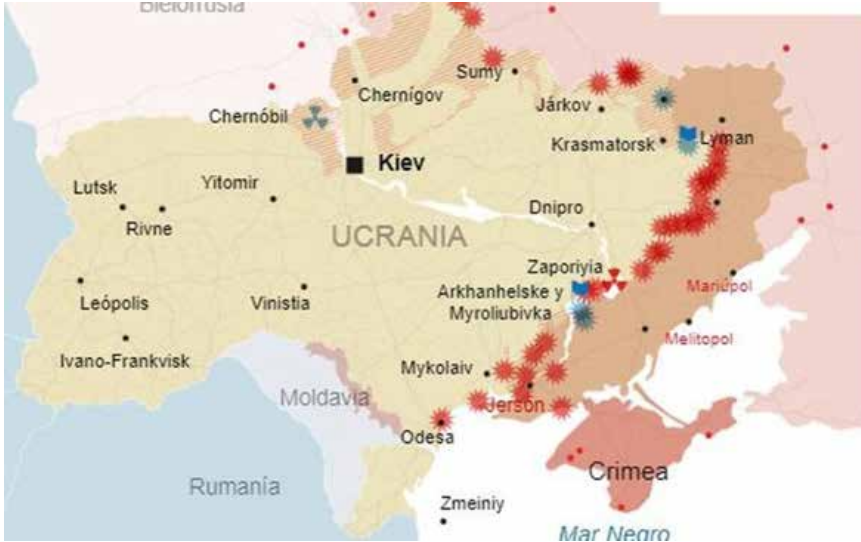 Bielorrusia
Sumy
Chernígov
Chernóbil
Járkov
Krasmatorsk
Lyman
Kiev
Lutsk
Yitomir
Rivne
Dnipro
UCRANIA
Zaporiyia
Leópolis
Vinistia
Arkhanhelske y
Myroliubivka
Mariupol
Ivano-Frankvisk
Melitopol
Mykolaiv
Moldavia
Jersón
Odesa
Crimea
Rumanía
Zmeiniy
Mar Negro